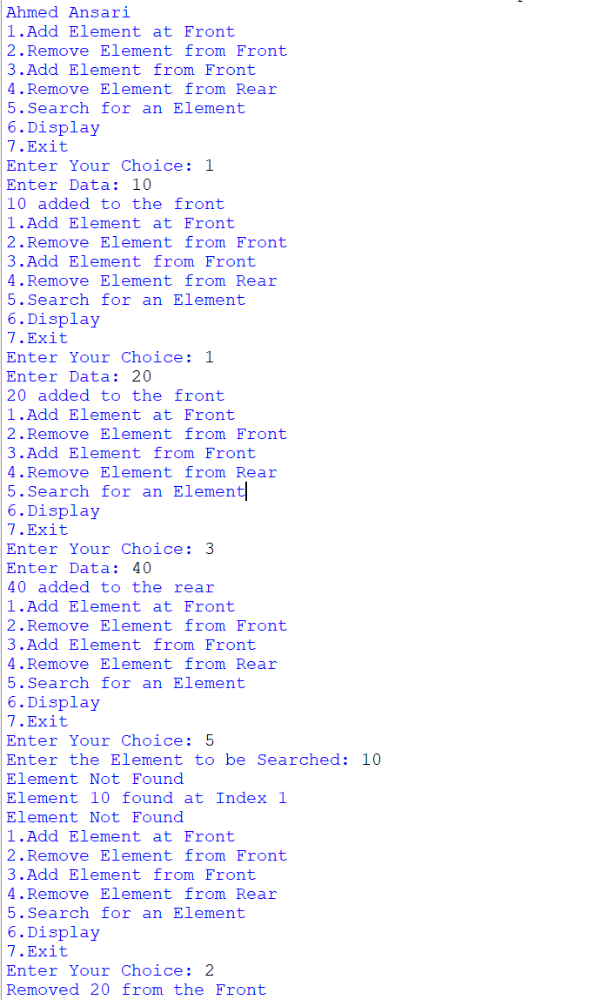 Ahmed Ansari
1.Add Element at Front
2.Remove Element from Front
3.Add Element from Front
4.Remove Element from Rear
5.Search for an Element
6.Display
7.Exit
Enter Your Choice: 1
Enter Data: 10
10 added to the front
1.Add Element at Front
2.Remove Element from Front
3.Add Element from Front
4.Remove Element from Rear
5.Search for an Element
6.Display
7.Exit
Enter Your Choice: 1
Enter Data: 20
20 added to the front
1.Add Element at Front
2.Remove Element from Front
3.Add Element from Front
4.Remove Element from Rear
5.Search for an Element
6.Display
7.Exit
Enter Your Choice: 3
Enter Data: 40
40 added to the rear
1.Add Element at Front
2.Remove Element from Front
3.Add Element from Front
4.Remove Element from Rear
5.Search for an Element
6.Display
7.Exit
Enter Your Choice: 5
Enter the Element to be Searched: 10
Element Not Found
Element 10 found at Index 1
Element Not Found
1.Add Element at Front
2.Remove Element from Front
3.Add Element from Front
4.Remove Element from Rear
5.Search for an Element
6.Display
7.Exit
Enter Your Choice: 2
Removed 20 from the Front